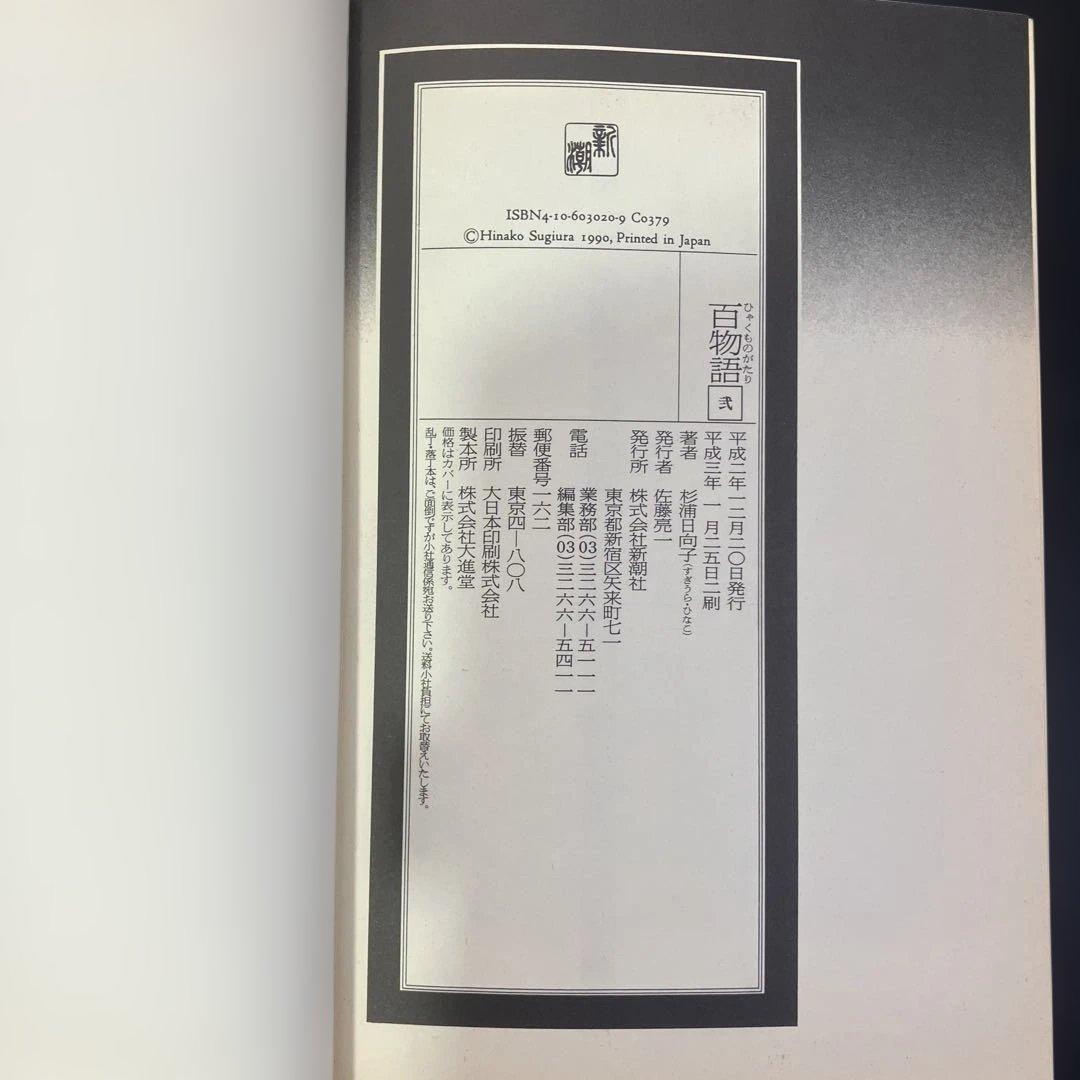 新潮
ISBN4-10-603020-9 C0379
©Hinako Sugiura 1990, Printed in Japan
ひゃくものがたり
百物語 弐
平成二年一二月二〇日発行
平成三年 一 月二五日二刷
著者 杉浦日向子(すぎうら・ひなこ)
発行者 佐藤亮一
発行所 株式会社新潮社
東京都新宿区矢来町七一
電話 業務部(03)三二六六―五一一一
編集部(03)三二六六―五四一一
郵便番号一六二
振替 東京四―八〇八
印刷所 大日本印刷株式会社
製本所 株式会社大進堂
価格はカバーに表示してあります。
乱丁・落丁本は、ご面倒ですが小社通信係宛お送り下さい。送料小社負担にてお取替えいたします。